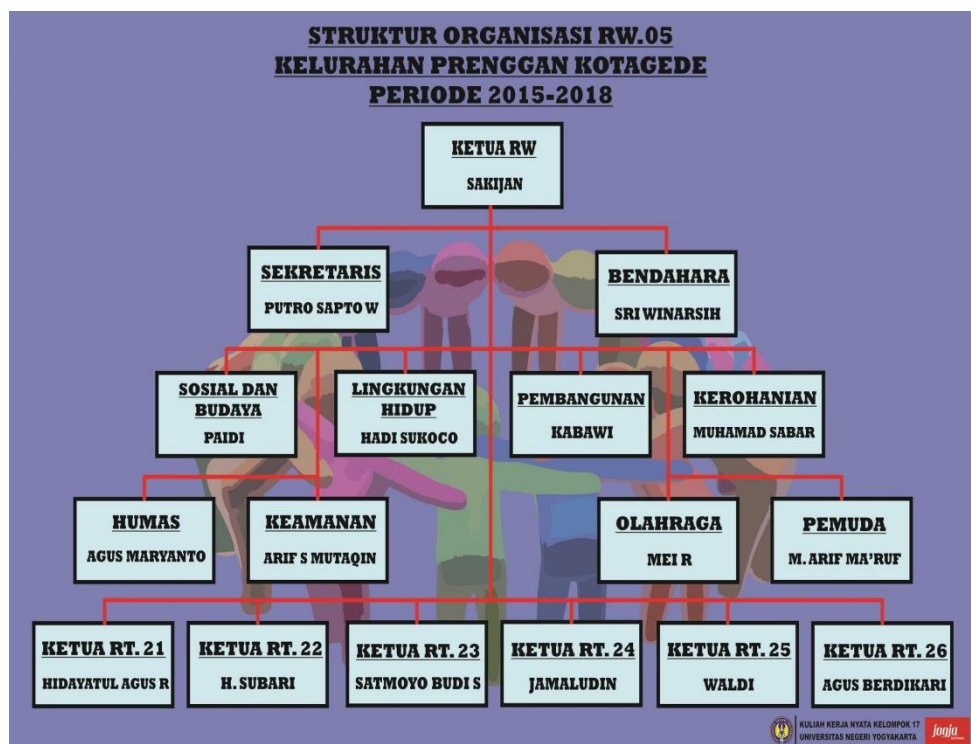 STRUKTUR ORGANISASI RW.05
KELURAHAN PRENGGAN KOTAGEDE
PERIODE 2015-2018
KETUA RW
SAKIJAN
SEKRETARIS
PUTRO SAPTO W
BENDAHARA
SRI WINARSIH
SOSIAL DAN
BUDAYA
PAIDI
LINGKUNGAN
HIDUP
HADI SUKOCO
PEMBANGUNAN
KABAWI
KEROHANIAN
MUHAMAD SABAR
HUMAS
AGUS MARYANTO
KEAMANAN
ARIF S MUTAQIN
OLAHRAGA
MEI R
PEMUDA
M. ARIF MA'RUF
KETUA RT. 21
HIDAYATUL AGUS R
KETUA RT. 22
H. SUBARI
KETUA RT. 23
SATMOYO BUDI S
KETUA RT. 24
JAMALUDIN
KETUA RT. 25
WALDI
KETUA RT. 26
AGUS BERDIKARI
KULIAH KERJA NYATA KELOMPOK 17
UNIVERSITAS NEGERI YOGYAKARTA
jogja